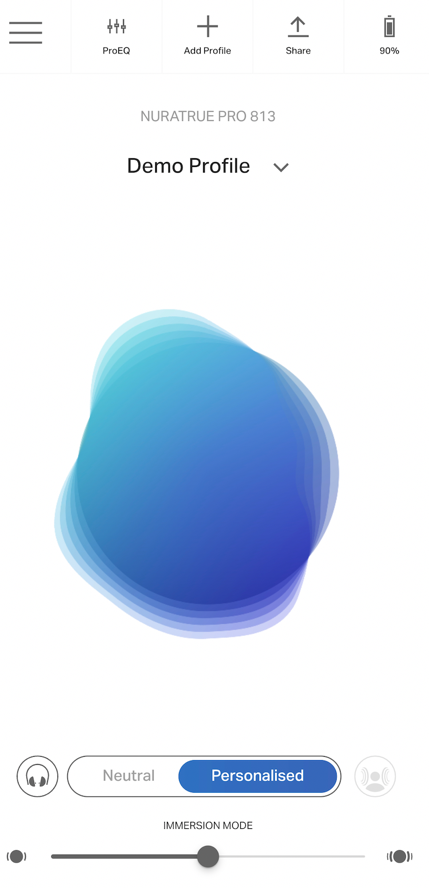 ProEQ
Add Profile
Share
90%
NURATRUE PRO 813
Demo Profile
Neutral
Personalised
IMMERSION MODE